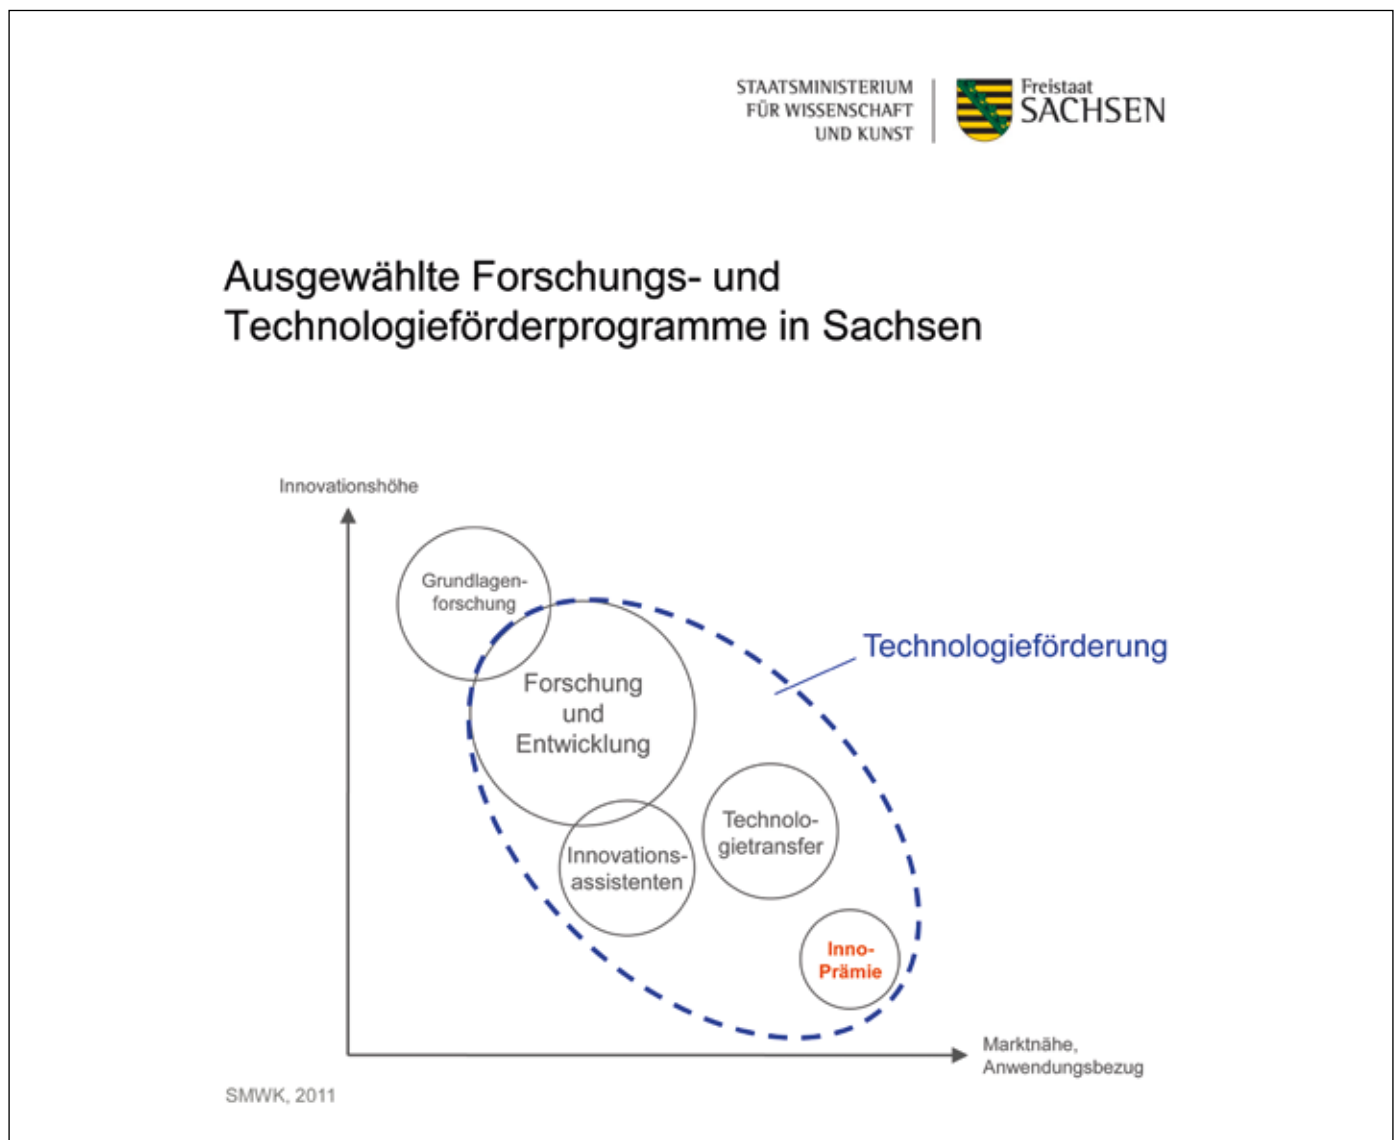 STAATSMINISTERIUM
FÜR WISSENSCHAFT
UND KUNST
Freistaat
SACHSEN
Ausgewählte Forschungs- und
Technologieförderprogramme in Sachsen
Innovationshöhe
Grundlagen-
forschung
Technologieförderung
Forschung
und
Entwicklung
Technolo-
gietransfer
Innovations-
assistenten
Inno-
Prämie
Marktnähe,
Anwendungsbezug
SMWK, 2011